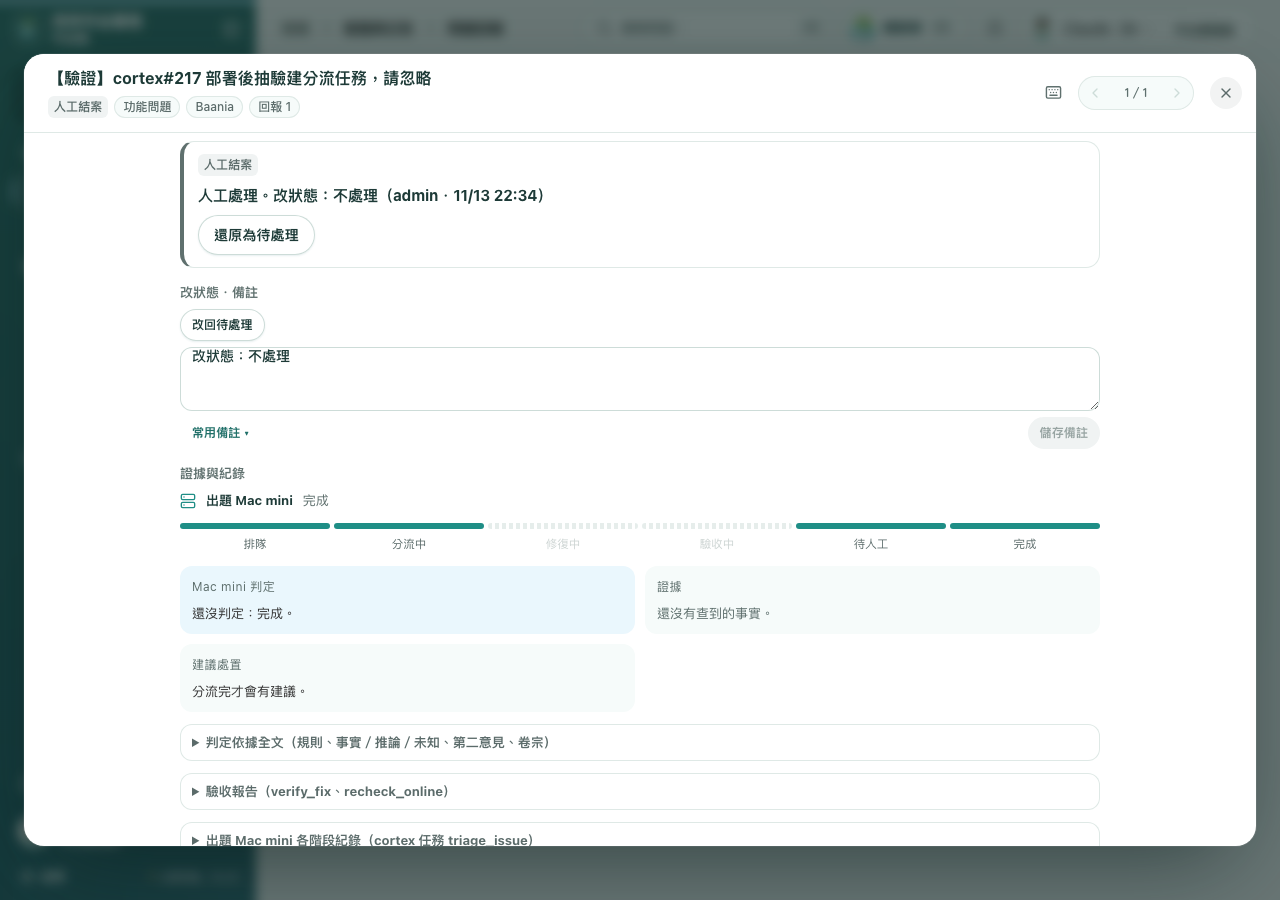 【驗證】cortex#217 部署後抽驗建分流任務，請忽略
人工結案 功能問題 Baania 回報 1
1 / 1
人工結案
人工處理。改狀態：不處理（admin · 11/13 22:34）
還原為待處理
改狀態 · 備註
改回待處理
改狀態：不處理
常用備註 ▾
儲存備註
證據與紀錄
出題 Mac mini 完成
排隊 分流中 修復中 驗收中 待人工 完成
Mac mini 判定
還沒判定：完成。
證據
還沒有查到的事實。
建議處置
分流完才會有建議。
▶ 判定依據全文（規則、事實 / 推論 / 未知、第二意見、卷宗）
▶ 驗收報告（verify_fix、recheck_online）
▶ 出題 Mac mini 各階段紀錄（cortex 任務 triage_issue）